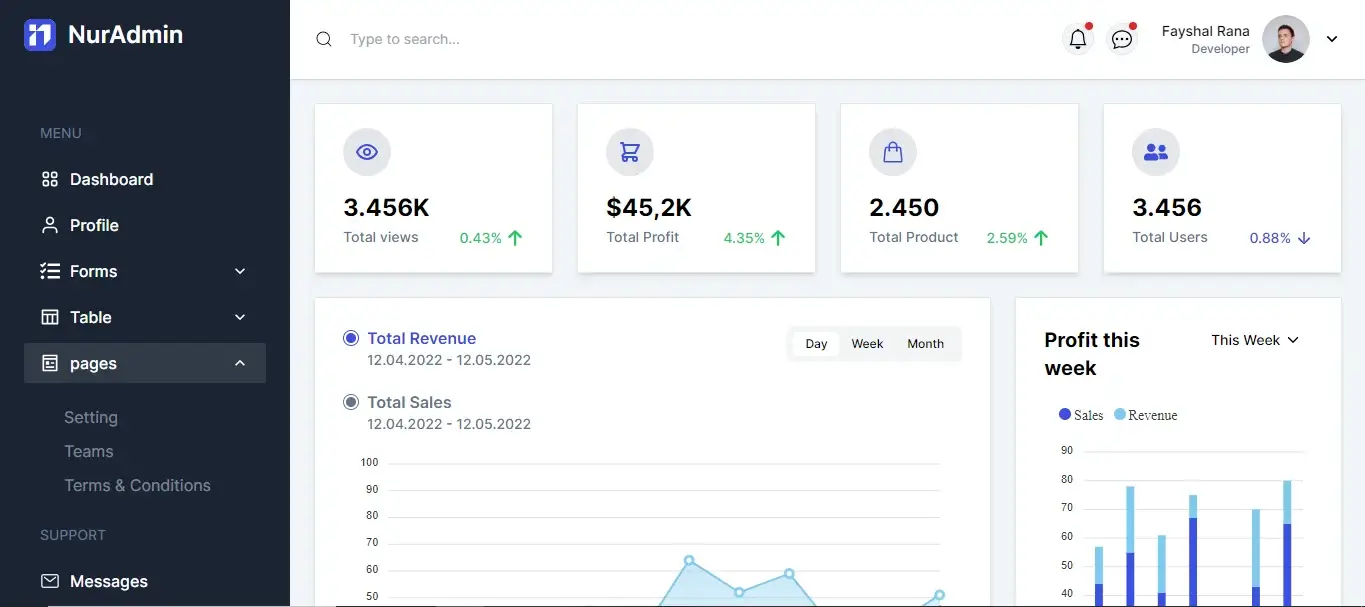 NurAdmin
MENU
Dashboard
Profile
Forms
Table
pages
Setting
Teams
Terms & Conditions
SUPPORT
Messages
Type to search...
Fayshal Rana
Developer
3.456K
Total views 0.43%
$45,2K
Total Profit 4.35%
2.450
Total Product 2.59%
3.456
Total Users 0.88%
Total Revenue
12.04.2022 - 12.05.2022
Total Sales
12.04.2022 - 12.05.2022
Day Week Month
100
90
80
70
60
50
Profit this
week
This Week
Sales Revenue
90
80
70
60
50
40